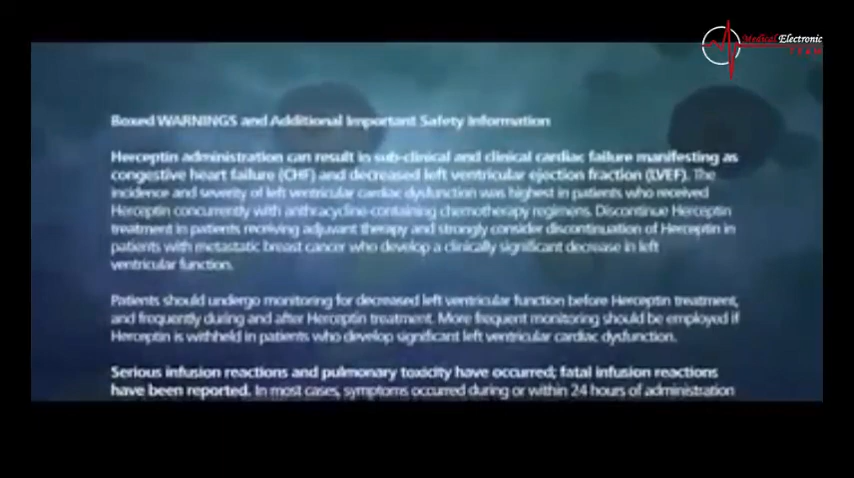 Medical Electronic
TEAM
Boxed WARNINGS and Additional Important Safety Information
Herceptin administration can result in sub-clinical and clinical cardiac failure manifesting as
congestive heart failure (CHF) and decreased left ventricular ejection fraction (LVEF). The
incidence and severity of left ventricular cardiac dysfunction was highest in patients who received
Herceptin concurrently with anthracycline-containing chemotherapy regimens. Discontinue Herceptin
treatment in patients receiving adjuvant therapy and strongly consider discontinuation of Herceptin in
patients with metastatic breast cancer who develop a clinically significant decrease in left
ventricular function.
Patients should undergo monitoring for decreased left ventricular function before Herceptin treatment,
and frequently during and after Herceptin treatment. More frequent monitoring should be employed if
Herceptin is withheld in patients who develop significant left ventricular cardiac dysfunction.
Serious infusion reactions and pulmonary toxicity have occurred; fatal infusion reactions
have been reported. In most cases, symptoms occurred during or within 24 hours of administration